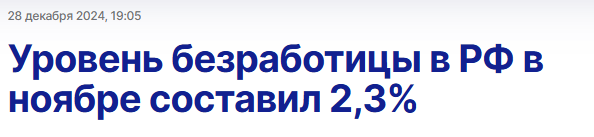 28 декабря 2024, 19:05
Уровень безработицы в РФ в
ноябре составил 2,3%